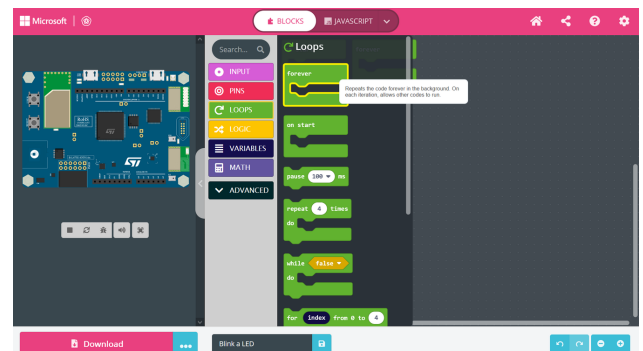 Microsoft
BLOCKS
JAVASCRIPT
Search...
INPUT
PINS
LOOPS
LOGIC
VARIABLES
MATH
ADVANCED
Loops
forever
Repeats the code forever in the background. On
each iteration, allows other codes to run.
on start
pause 100 ms
repeat 4 times
do
while false
do
for index from 0 to 4
Download
Blink a LED